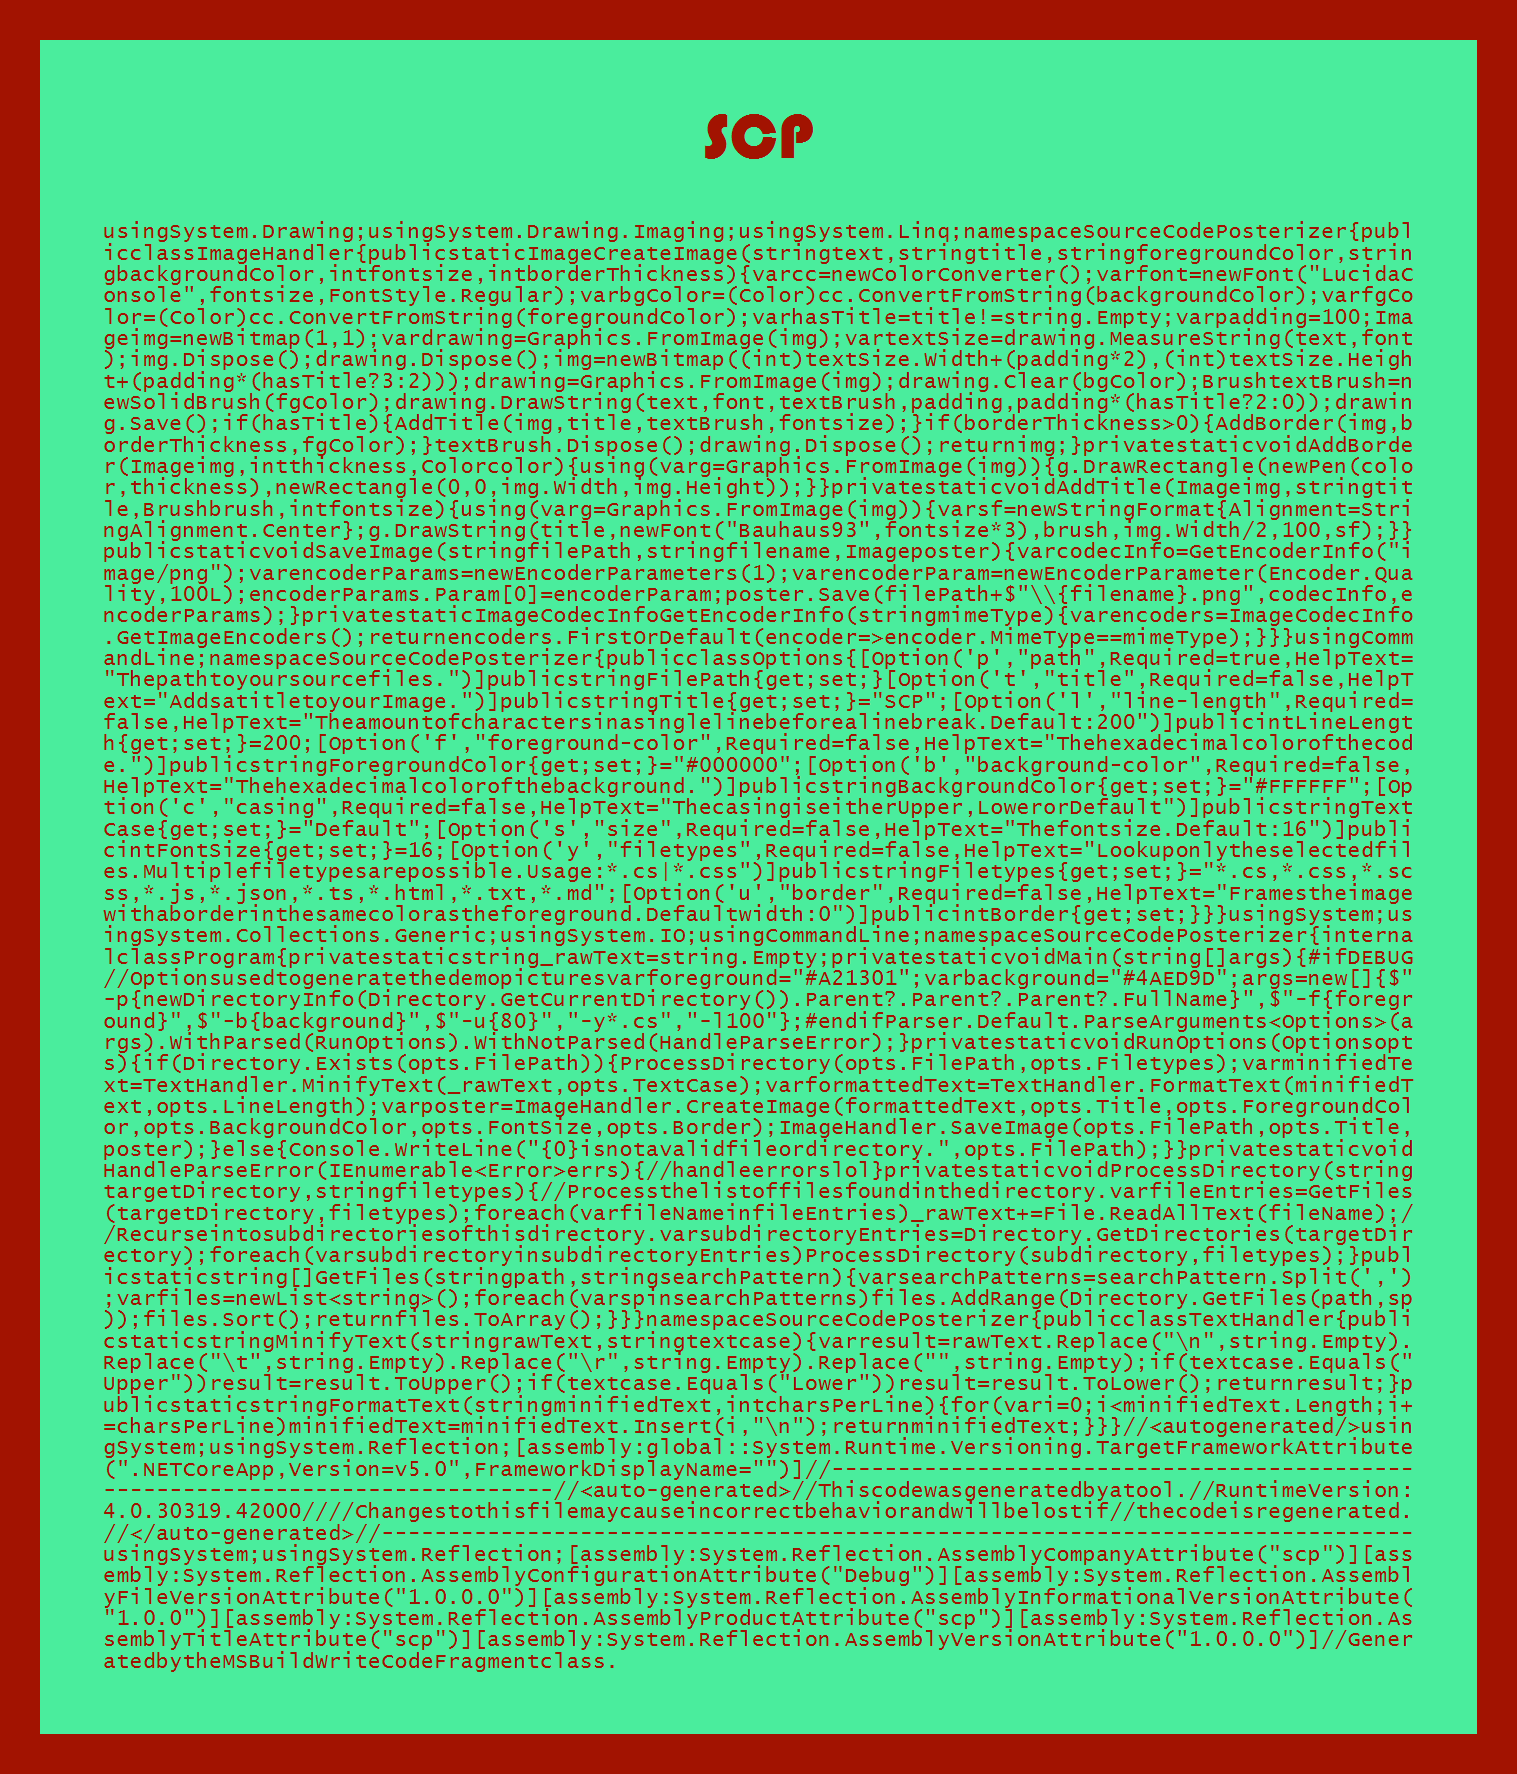 SCP
usingSystem.Drawing;usingSystem.Drawing.Imaging;usingSystem.Linq;namespaceSourceCodePosterizer{publ
icclassImageHandler{publicstaticImageCreateImage(stringtext,stringtitle,stringforegroundColor,strin
gbackgroundColor,intfontsize,intborderThickness){varcc=newColorConverter();varfont=newFont("LucidaC
onsole",fontsize,FontStyle.Regular);varbgColor=(Color)cc.ConvertFromString(backgroundColor);varfgCo
lor=(Color)cc.ConvertFromString(foregroundColor);varhasTitle=title!=string.Empty;varpadding=100;Ima
geimg=newBitmap(1,1);vardrawing=Graphics.FromImage(img);vartextSize=drawing.MeasureString(text,font
);img.Dispose();drawing.Dispose();img=newBitmap((int)textSize.Width+(padding*2),(int)textSize.Heigh
t+(padding*(hasTitle?3:2)));drawing=Graphics.FromImage(img);drawing.Clear(bgColor);BrushtextBrush=n
ewSolidBrush(fgColor);drawing.DrawString(text,font,textBrush,padding,padding*(hasTitle?2:0));drawin
g.Save();if(hasTitle){AddTitle(img,title,textBrush,fontsize);}if(borderThickness>0){AddBorder(img,b
orderThickness,fgColor);}textBrush.Dispose();drawing.Dispose();returnimg;}privatestaticvoidAddBorde
r(Imageimg,intthickness,Colorcolor){using(varg=Graphics.FromImage(img)){g.DrawRectangle(newPen(colo
r,thickness),newRectangle(0,0,img.Width,img.Height));}}privatestaticvoidAddTitle(Imageimg,stringtit
le,Brushbrush,intfontsize){using(varg=Graphics.FromImage(img)){varsf=newStringFormat{Alignment=Stri
ngAlignment.Center};g.DrawString(title,newFont("Bauhaus93",fontsize*3),brush,img.Width/2,100,sf);}}
publicstaticvoidSaveImage(stringfilePath,stringfilename,Imageposter){varcodecInfo=GetEncoderInfo("i
mage/png");varencoderParams=newEncoderParameters(1);varencoderParam=newEncoderParameter(Encoder.Qua
lity,100L);encoderParams.Param[0]=encoderParam;poster.Save(filePath+$"\\{filename}.png",codecInfo,e
ncoderParams);}privatestaticImageCodecInfoGetEncoderInfo(stringmimeType){varencoders=ImageCodecInfo
.GetImageEncoders();returnencoders.FirstOrDefault(encoder=>encoder.MimeType==mimeType);}}}usingComm
andLine;namespaceSourceCodePosterizer{publicclassOptions{[Option('p',"path",Required=true,HelpText=
"Thepathtoyoursourcefiles.")]publicstringFilePath{get;set;}[Option('t',"title",Required=false,HelpT
ext="AddsatitletoyourImage.")]publicstringTitle{get;set;}="SCP";[Option('l',"line-length",Required=
false,HelpText="Theamountofcharactersinasinglelinebeforealinebreak.Default:200")]publicintLineLengt
h{get;set;}=200;[Option('f',"foreground-color",Required=false,HelpText="Thehexadecimalcolorofthecod
e.")]publicstringForegroundColor{get;set;}="#000000";[Option('b',"background-color",Required=false,
HelpText="Thehexadecimalcolorofthebackground.")]publicstringBackgroundColor{get;set;}="#FFFFFF";[Op
tion('c',"casing",Required=false,HelpText="ThecasingiseitherUpper,LowerorDefault")]publicstringText
Case{get;set;}="Default";[Option('s',"size",Required=false,HelpText="Thefontsize.Default:16")]publi
cintFontSize{get;set;}=16;[Option('y',"filetypes",Required=false,HelpText="Lookuponlytheselectedfil
es.Multiplefiletypesarepossible.Usage:*.cs|*.css")]publicstringFiletypes{get;set;}="*.cs,*.css,*.sc
ss,*.js,*.json,*.ts,*.html,*.txt,*.md";[Option('u',"border",Required=false,HelpText="Framestheimage
withaborderinthesamecolorastheforeground.Defaultwidth:0")]publicintBorder{get;set;}}}usingSystem;us
ingSystem.Collections.Generic;usingSystem.IO;usingCommandLine;namespaceSourceCodePosterizer{interna
lclassProgram{privatestaticstring_rawText=string.Empty;privatestaticvoidMain(string[]args){#ifDEBUG
//Optionsusedtogeneratethedemopicturesvarforeground="#A21301";varbackground="#4AED9D";args=new[]{$"
-p{newDirectoryInfo(Directory.GetCurrentDirectory()).Parent?.Parent?.Parent?.FullName}",$"-f{foregr
ound}",$"-b{background}",$"-u{80}","-y*.cs","-l100"};#endifParser.Default.ParseArguments<Options>(a
rgs).WithParsed(RunOptions).WithNotParsed(HandleParseError);}privatestaticvoidRunOptions(Optionsopt
s){if(Directory.Exists(opts.FilePath)){ProcessDirectory(opts.FilePath,opts.Filetypes);varminifiedTe
xt=TextHandler.MinifyText(_rawText,opts.TextCase);varformattedText=TextHandler.FormatText(minifiedT
ext,opts.LineLength);varposter=ImageHandler.CreateImage(formattedText,opts.Title,opts.ForegroundCol
or,opts.BackgroundColor,opts.FontSize,opts.Border);ImageHandler.SaveImage(opts.FilePath,opts.Title,
poster);}else{Console.WriteLine("{0}isnotavalidfileordirectory.",opts.FilePath);}}privatestaticvoid
HandleParseError(IEnumerable<Error>errs){//handleerrorslol}privatestaticvoidProcessDirectory(string
targetDirectory,stringfiletypes){//Processthelistoffilesfoundinthedirectory.varfileEntries=GetFiles
(targetDirectory,filetypes);foreach(varfileNameinfileEntries)_rawText+=File.ReadAllText(fileName);/
/Recurseintosubdirectoriesofthisdirectory.varsubdirectoryEntries=Directory.GetDirectories(targetDir
ectory);foreach(varsubdirectoryinsubdirectoryEntries)ProcessDirectory(subdirectory,filetypes);}publ
icstaticstring[]GetFiles(stringpath,stringsearchPattern){varsearchPatterns=searchPattern.Split(',')
;varfiles=newList<string>();foreach(varspinsearchPatterns)files.AddRange(Directory.GetFiles(path,sp
));files.Sort();returnfiles.ToArray();}}}namespaceSourceCodePosterizer{publicclassTextHandler{publi
cstaticstringMinifyText(stringrawText,stringtextcase){varresult=rawText.Replace("\n",string.Empty).
Replace("\t",string.Empty).Replace("\r",string.Empty).Replace("",string.Empty);if(textcase.Equals("
Upper"))result=result.ToUpper();if(textcase.Equals("Lower"))result=result.ToLower();returnresult;}p
ublicstaticstringFormatText(stringminifiedText,intcharsPerLine){for(vari=0;i<minifiedText.Length;i+
=charsPerLine)minifiedText=minifiedText.Insert(i,"\n");returnminifiedText;}}}//<autogenerated/>usin
gSystem;usingSystem.Reflection;[assembly:global::System.Runtime.Versioning.TargetFrameworkAttribute
(".NETCoreApp,Version=v5.0",FrameworkDisplayName="")]//--------------------------------------------
----------------------------------//<auto-generated>//Thiscodewasgeneratedbyatool.//RuntimeVersion:
4.0.30319.42000////Changestothisfilemaycauseincorrectbehaviorandwillbelostif//thecodeisregenerated.
//</auto-generated>//------------------------------------------------------------------------------
usingSystem;usingSystem.Reflection;[assembly:System.Reflection.AssemblyCompanyAttribute("scp")][ass
embly:System.Reflection.AssemblyConfigurationAttribute("Debug")][assembly:System.Reflection.Assembl
yFileVersionAttribute("1.0.0.0")][assembly:System.Reflection.AssemblyInformationalVersionAttribute(
"1.0.0")][assembly:System.Reflection.AssemblyProductAttribute("scp")][assembly:System.Reflection.As
semblyTitleAttribute("scp")][assembly:System.Reflection.AssemblyVersionAttribute("1.0.0.0")]//Gener
atedbytheMSBuildWriteCodeFragmentclass.